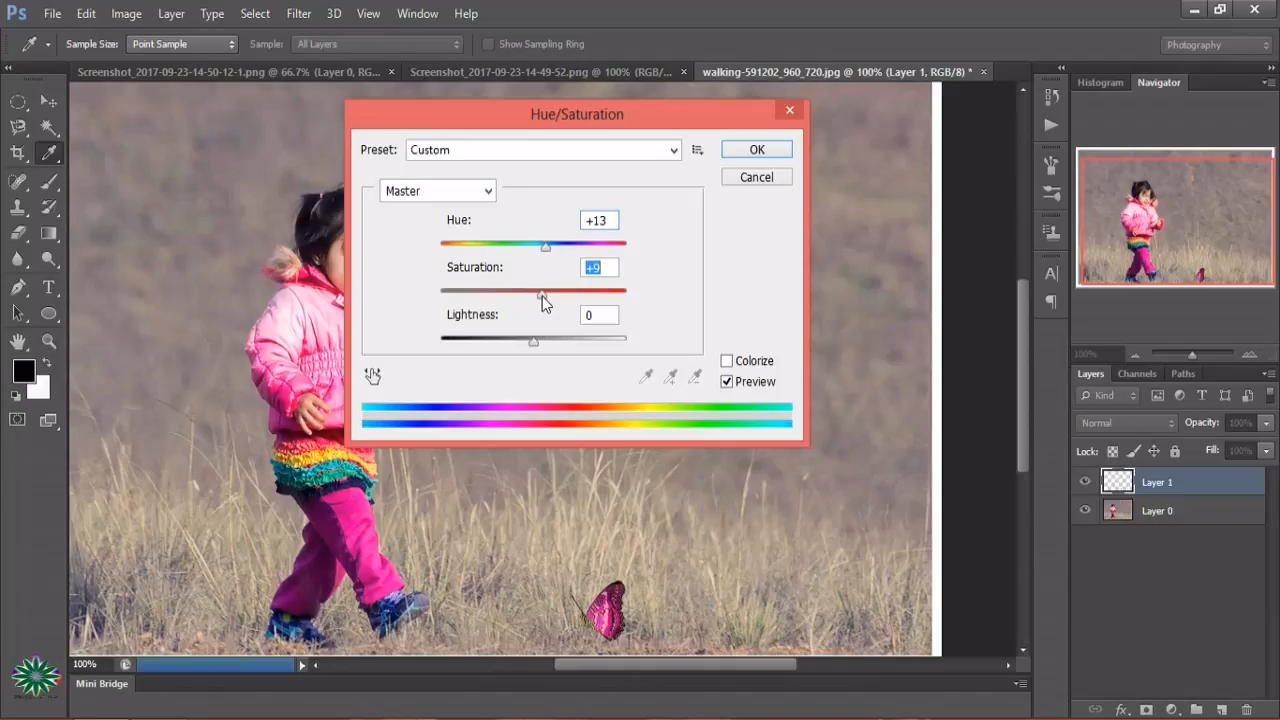 Ps File Edit Image Layer Type Select Filter 3D View Window Help
Sample Size: Point Sample Sample: All Layers Show Sampling Ring Photography
Screenshot_2017-09-23-14-50-12-1.png @ 66.7% (Layer 0, RG... × Screenshot_2017-09-23-14-49-52.png @ 100% (RGB/... × walking-591202_960_720.jpg @ 100% (Layer 1, RGB/8) * ×
Histogram Navigator
Hue/Saturation
Preset: Custom OK
Cancel
Master
Hue: +13
Saturation: +9
Lightness: 0
Colorize
Preview
100%
Layers Channels Paths
Kind
Normal Opacity: 100%
Lock: Fill: 100%
Layer 1
Layer 0
100%
Mini Bridge